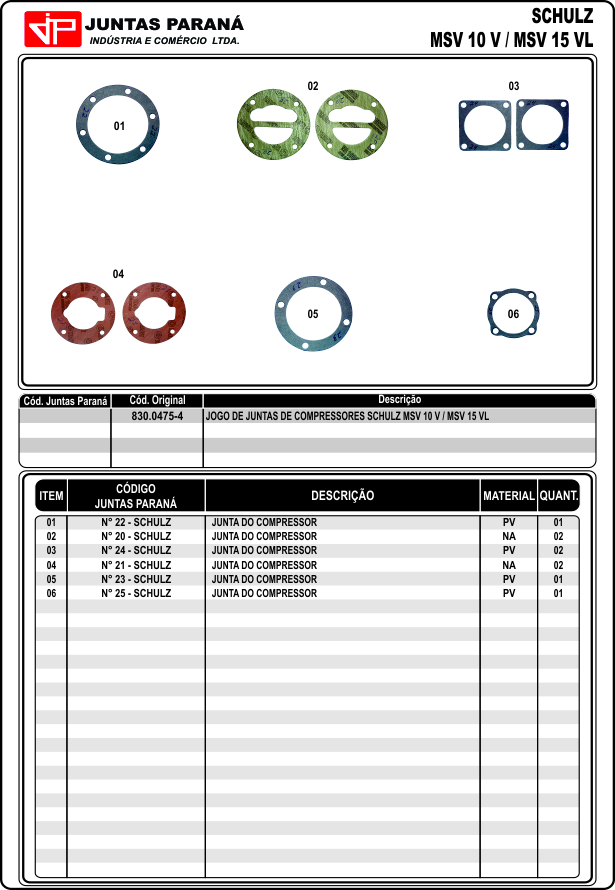 JP
JUNTAS PARANÁ
INDÚSTRIA E COMÉRCIO LTDA.
SCHULZ
MSV 10 V / MSV 15 VL
01
02
03
04
05
06
Cód. Juntas Paraná Cód. Original Descrição
830.0475-4 JOGO DE JUNTAS DE COMPRESSORES SCHULZ MSV 10 V / MSV 15 VL
ITEM CÓDIGO JUNTAS PARANÁ DESCRIÇÃO MATERIAL QUANT.
01 N° 22 - SCHULZ JUNTA DO COMPRESSOR PV 01
02 N° 20 - SCHULZ JUNTA DO COMPRESSOR NA 02
03 N° 24 - SCHULZ JUNTA DO COMPRESSOR PV 02
04 N° 21 - SCHULZ JUNTA DO COMPRESSOR NA 02
05 N° 23 - SCHULZ JUNTA DO COMPRESSOR PV 01
06 N° 25 - SCHULZ JUNTA DO COMPRESSOR PV 01